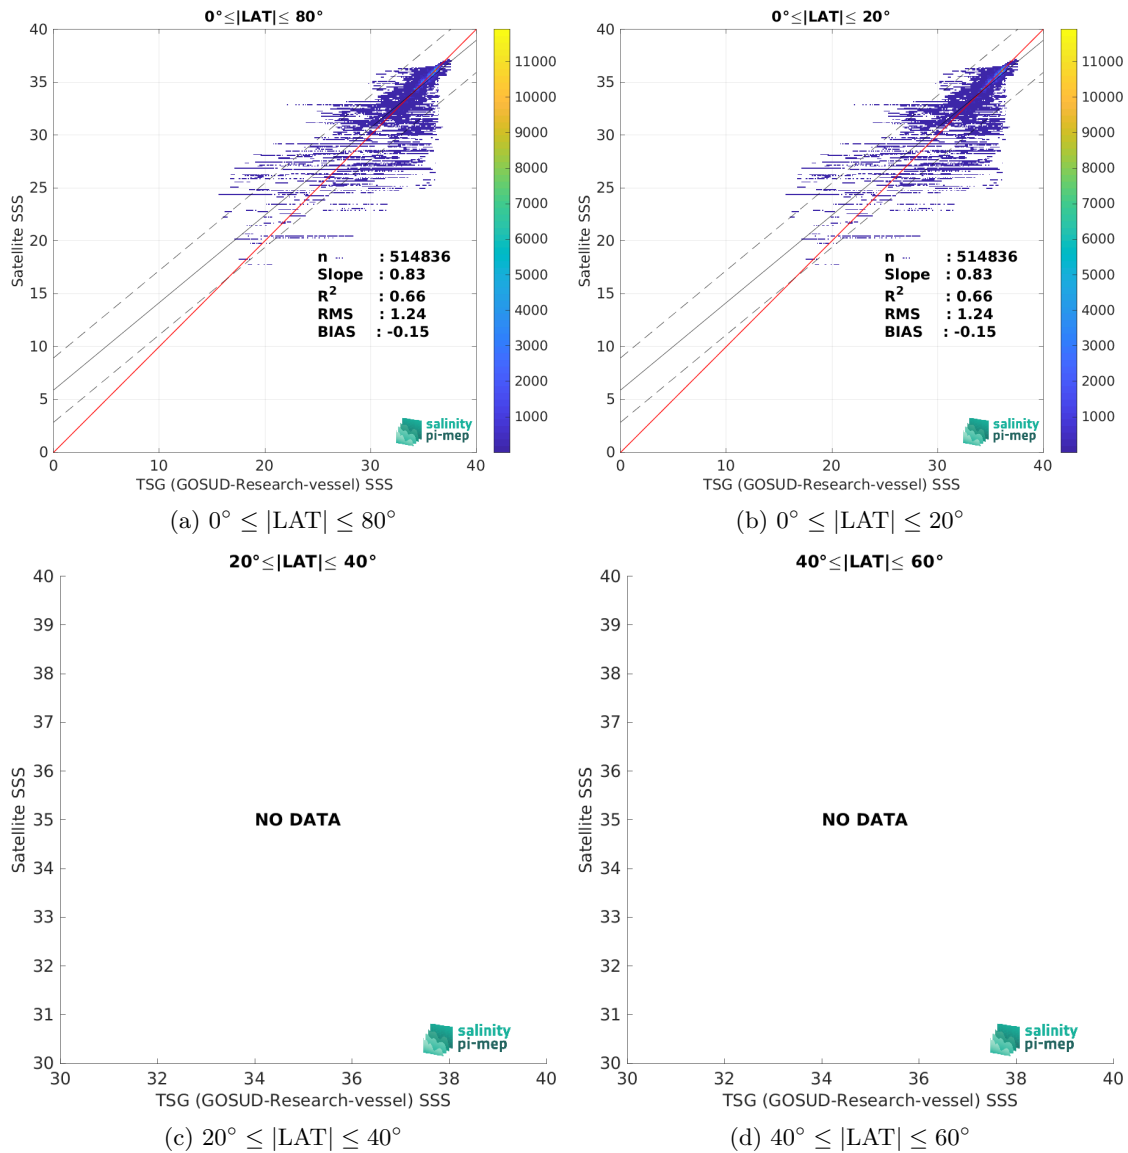 0°≤|LAT|≤ 80°
40
35
30
25
20
15
10
5
0
Satellite SSS
0
10
20
30
40
TSG (GOSUD-Research-vessel) SSS
11000
10000
9000
8000
7000
6000
5000
4000
3000
2000
1000
n : 514836
Slope : 0.83
R² : 0.66
RMS : 1.24
BIAS : -0.15
salinity
pi-mep
(a) 0° ≤ |LAT| ≤ 80°
0°≤|LAT|≤ 20°
40
35
30
25
20
15
10
5
0
Satellite SSS
0
10
20
30
40
TSG (GOSUD-Research-vessel) SSS
11000
10000
9000
8000
7000
6000
5000
4000
3000
2000
1000
n : 514836
Slope : 0.83
R² : 0.66
RMS : 1.24
BIAS : -0.15
salinity
pi-mep
(b) 0° ≤ |LAT| ≤ 20°
20°≤|LAT|≤ 40°
40
39
38
37
36
35
34
33
32
31
30
Satellite SSS
NO DATA
salinity
pi-mep
30
32
34
36
38
40
TSG (GOSUD-Research-vessel) SSS
(c) 20° ≤ |LAT| ≤ 40°
40°≤|LAT|≤ 60°
40
39
38
37
36
35
34
33
32
31
30
Satellite SSS
NO DATA
salinity
pi-mep
30
32
34
36
38
40
TSG (GOSUD-Research-vessel) SSS
(d) 40° ≤ |LAT| ≤ 60°